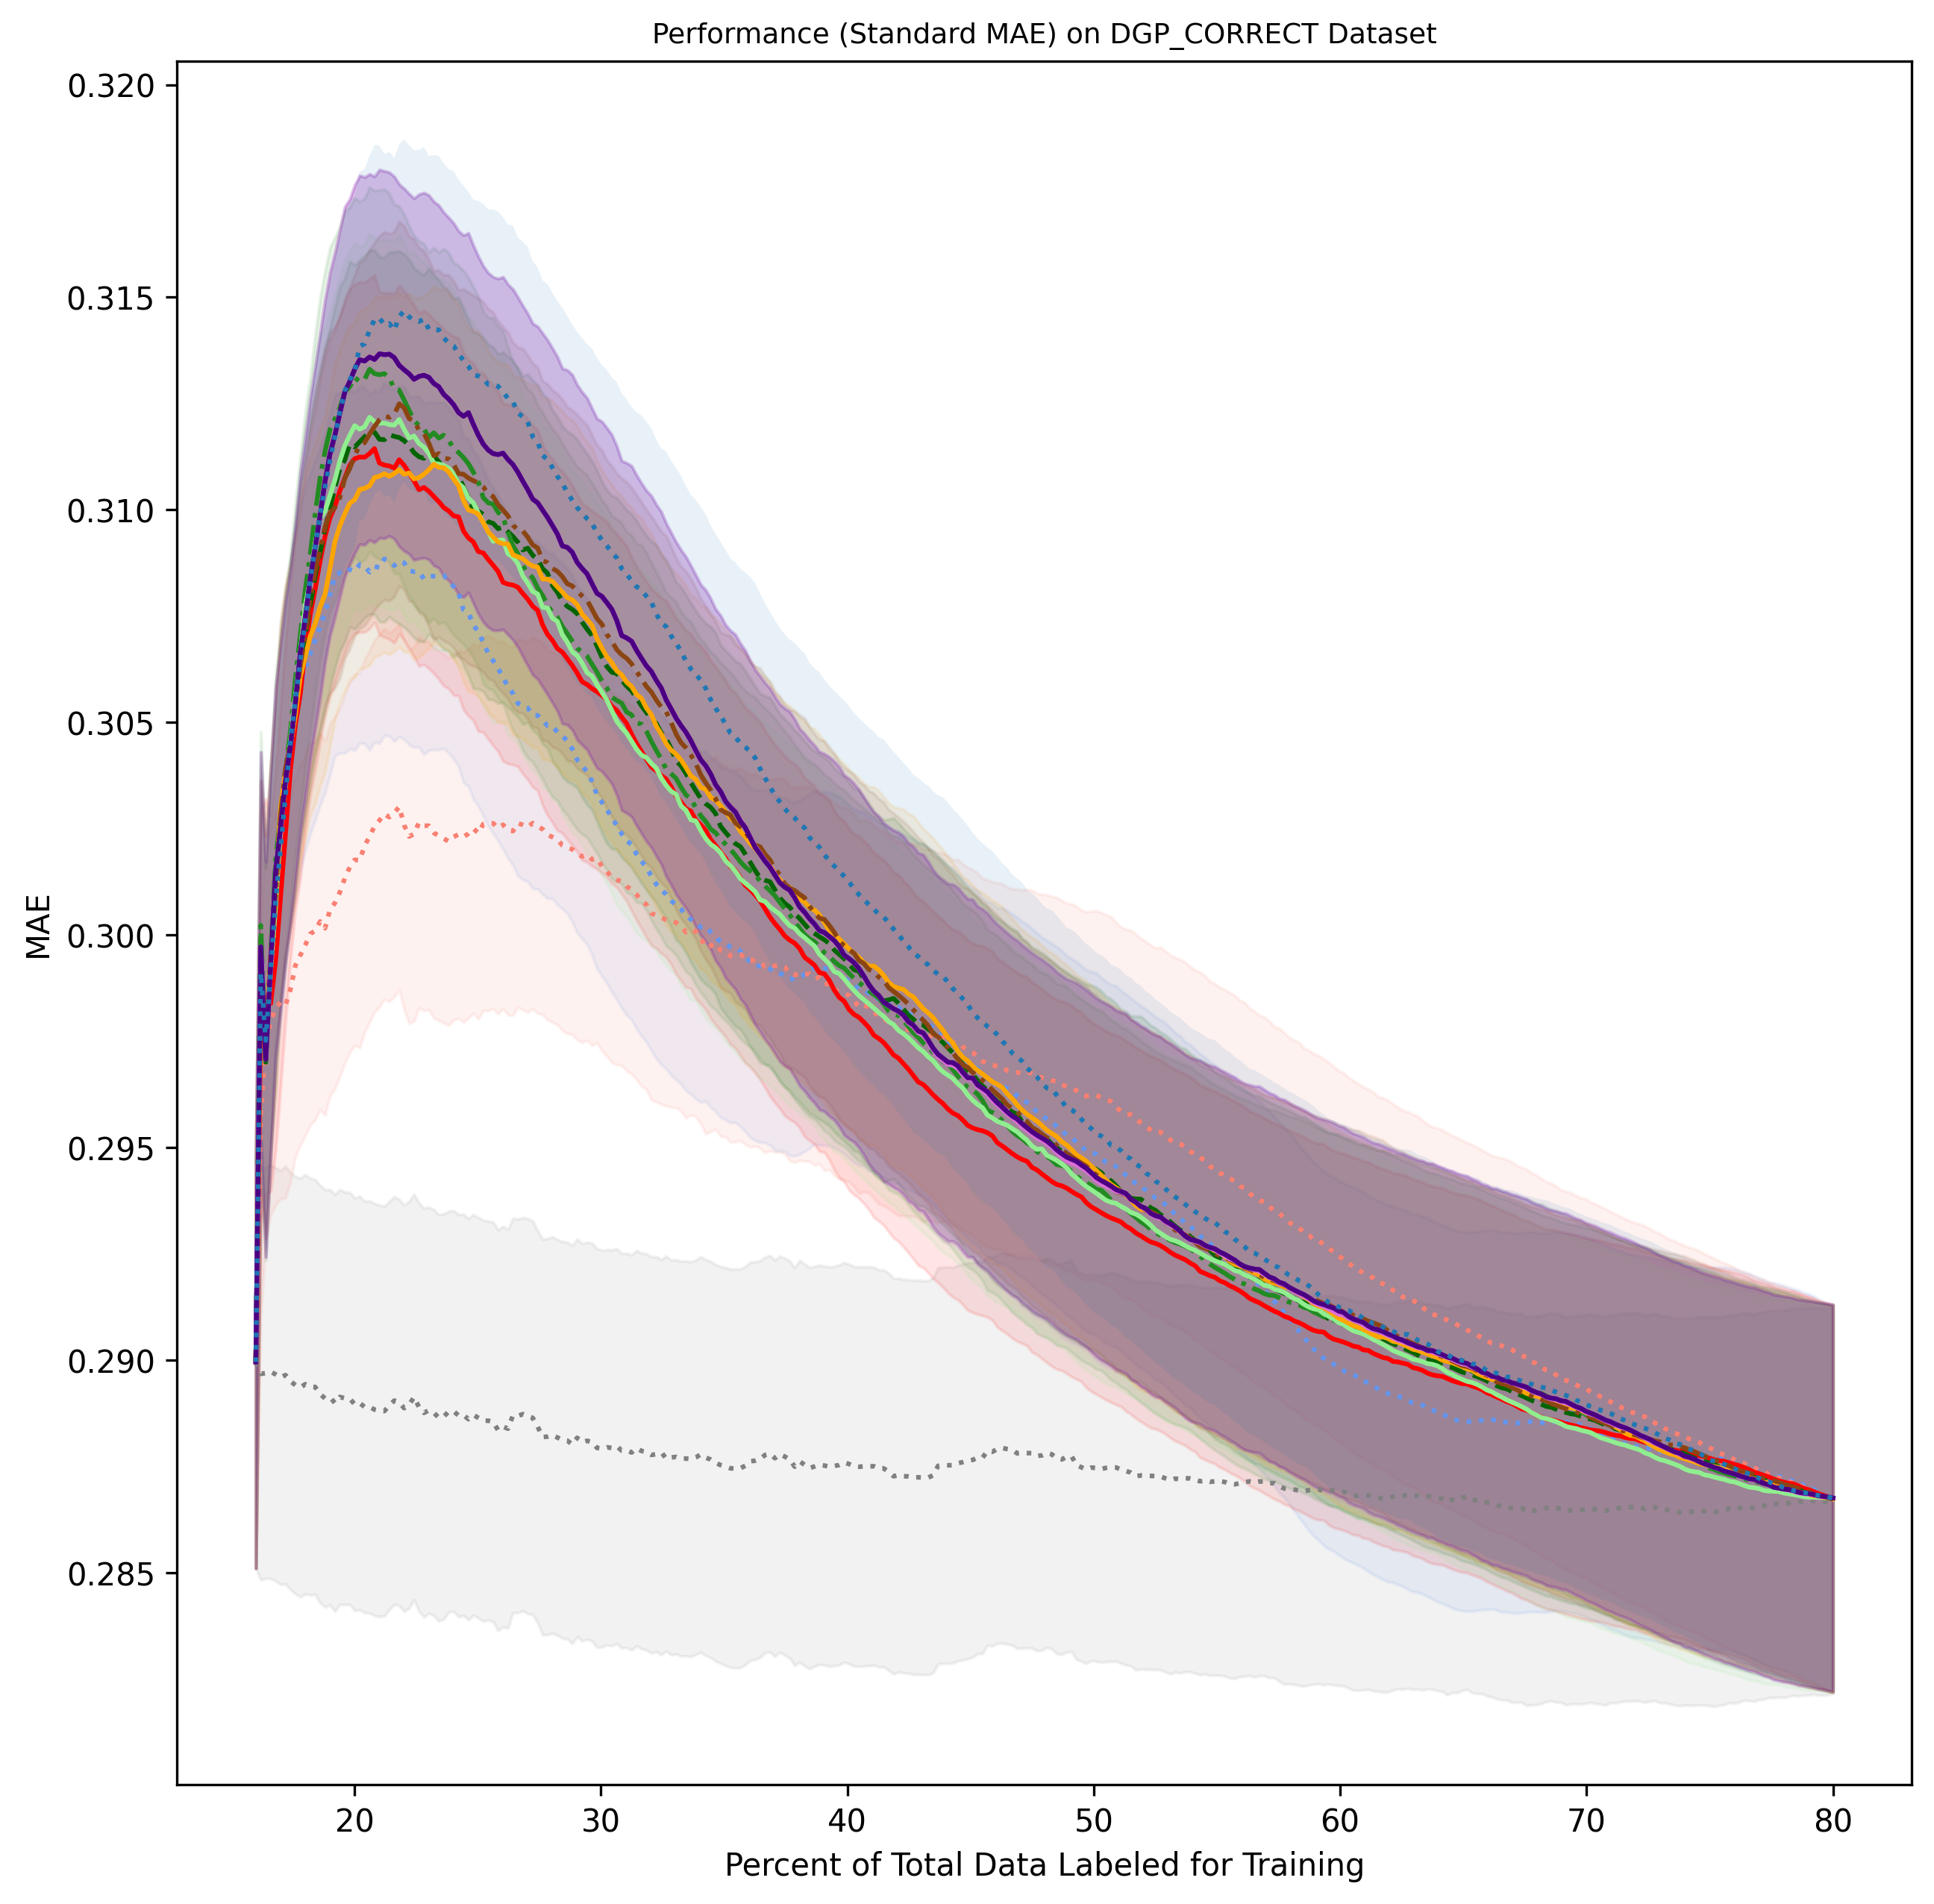 Performance (Standard MAE) on DGP_CORRECT Dataset
MAE
0.320
0.315
0.310
0.305
0.300
0.295
0.290
0.285
20 30 40 50 60 70 80
Percent of Total Data Labeled for Training